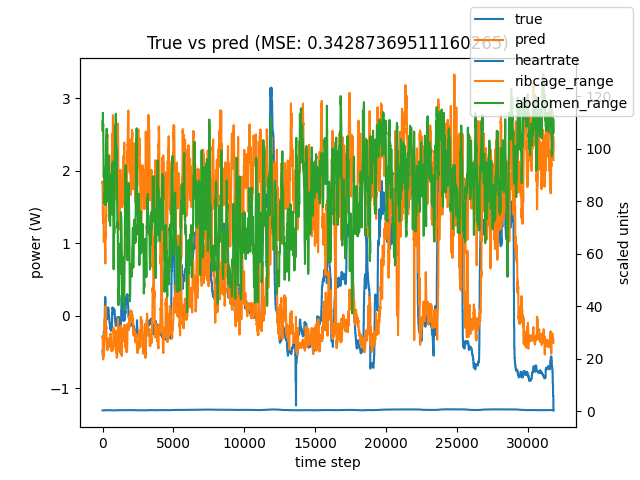 True vs pred (MSE: 0.34287369511160265)
true
pred
heartrate
ribcage_range
abdomen_range
power (W)
3
2
1
0
−1
120
100
80
60
40
20
0
scaled units
0 5000 10000 15000 20000 25000 30000
time step